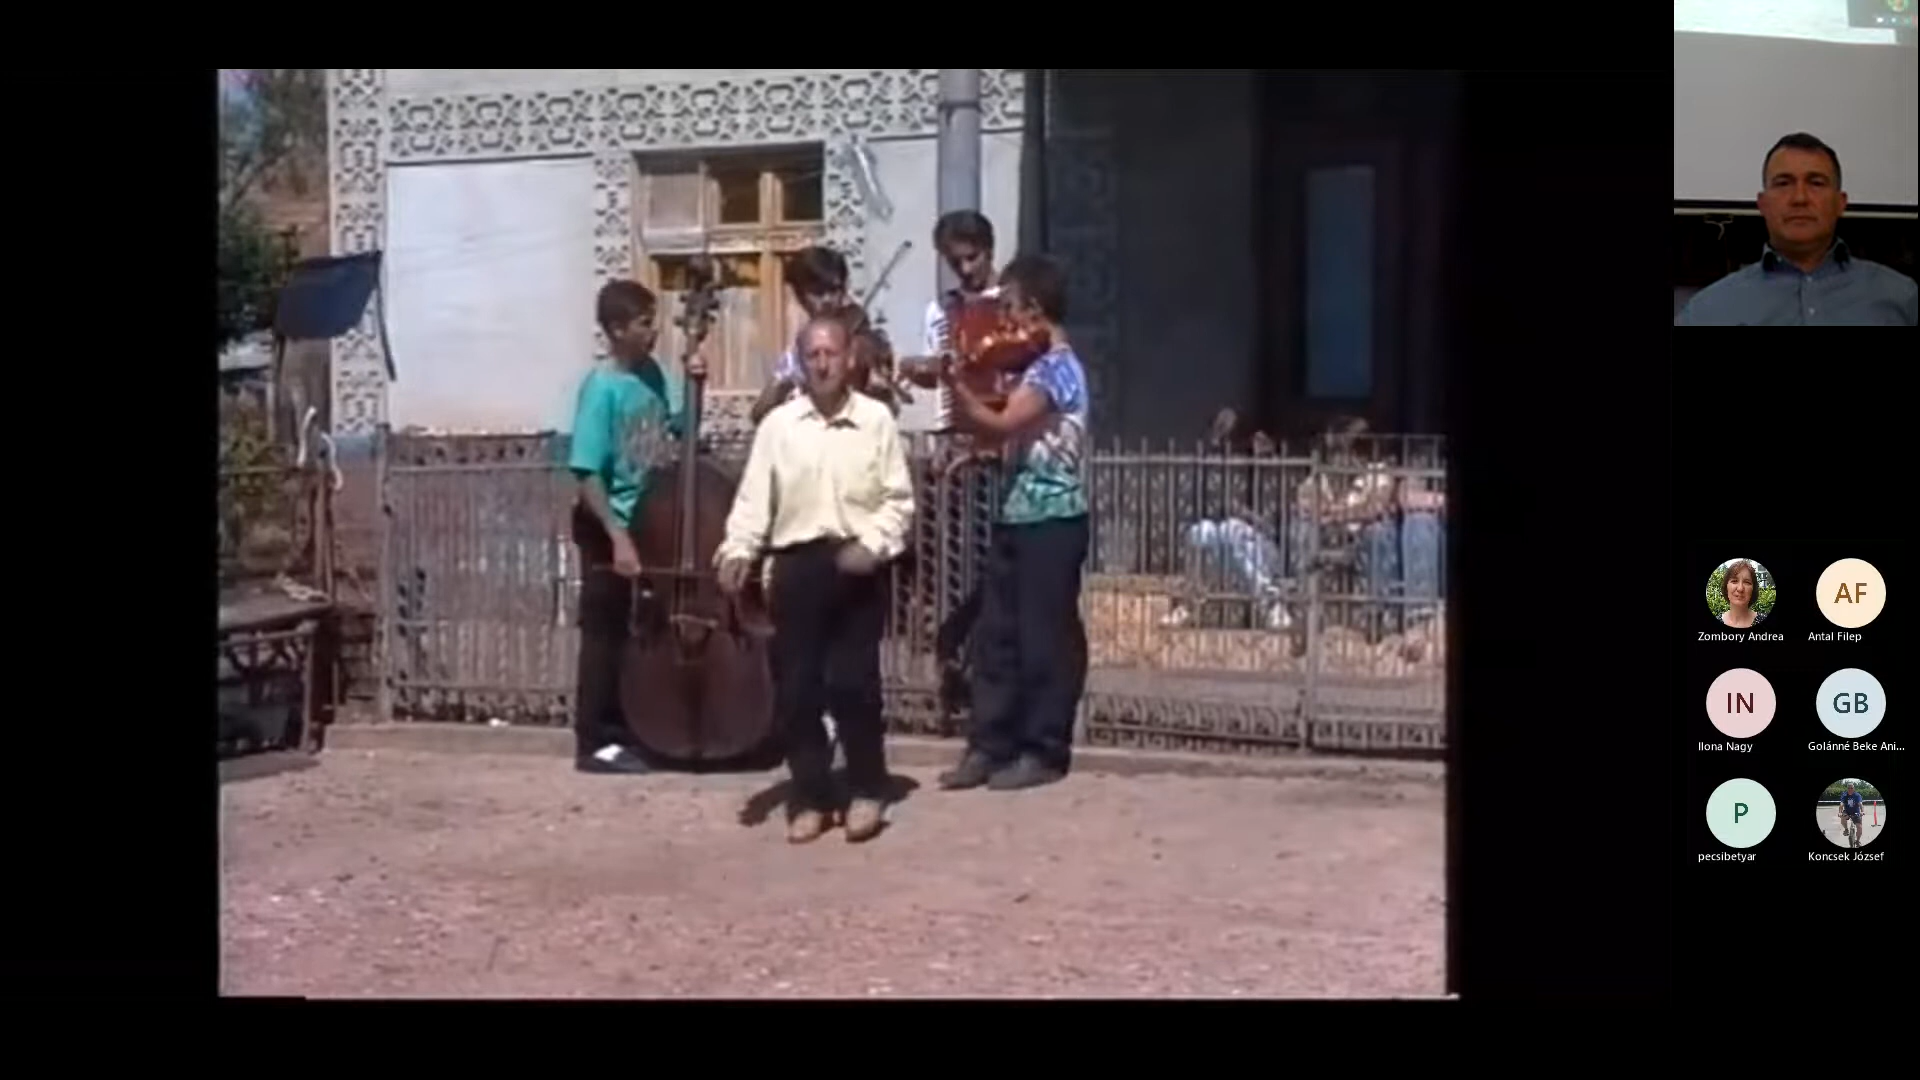 Zombory Andrea
AF
Antal Filep
IN
Ilona Nagy
GB
Golánné Beke Ani...
P
pecsibetyar
Koncsek József